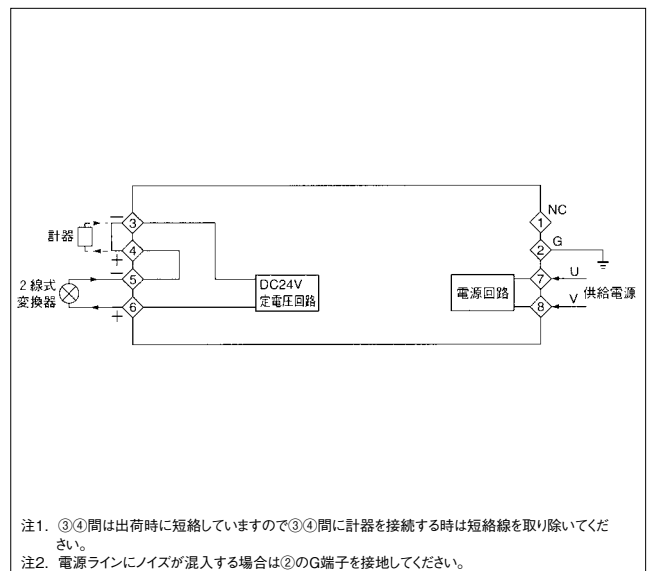 計器
2線式
変換器
−
3
4
+
−
5
6
+
DC24V
定電圧回路
電源回路
1
NC
2
G
7
U
8
V
供給電源
注1. ③④間は出荷時に短絡していますので③④間に計器を接続する時は短絡線を取り除いてくだ
さい。
注2. 電源ラインにノイズが混入する場合は②のG端子を接地してください。